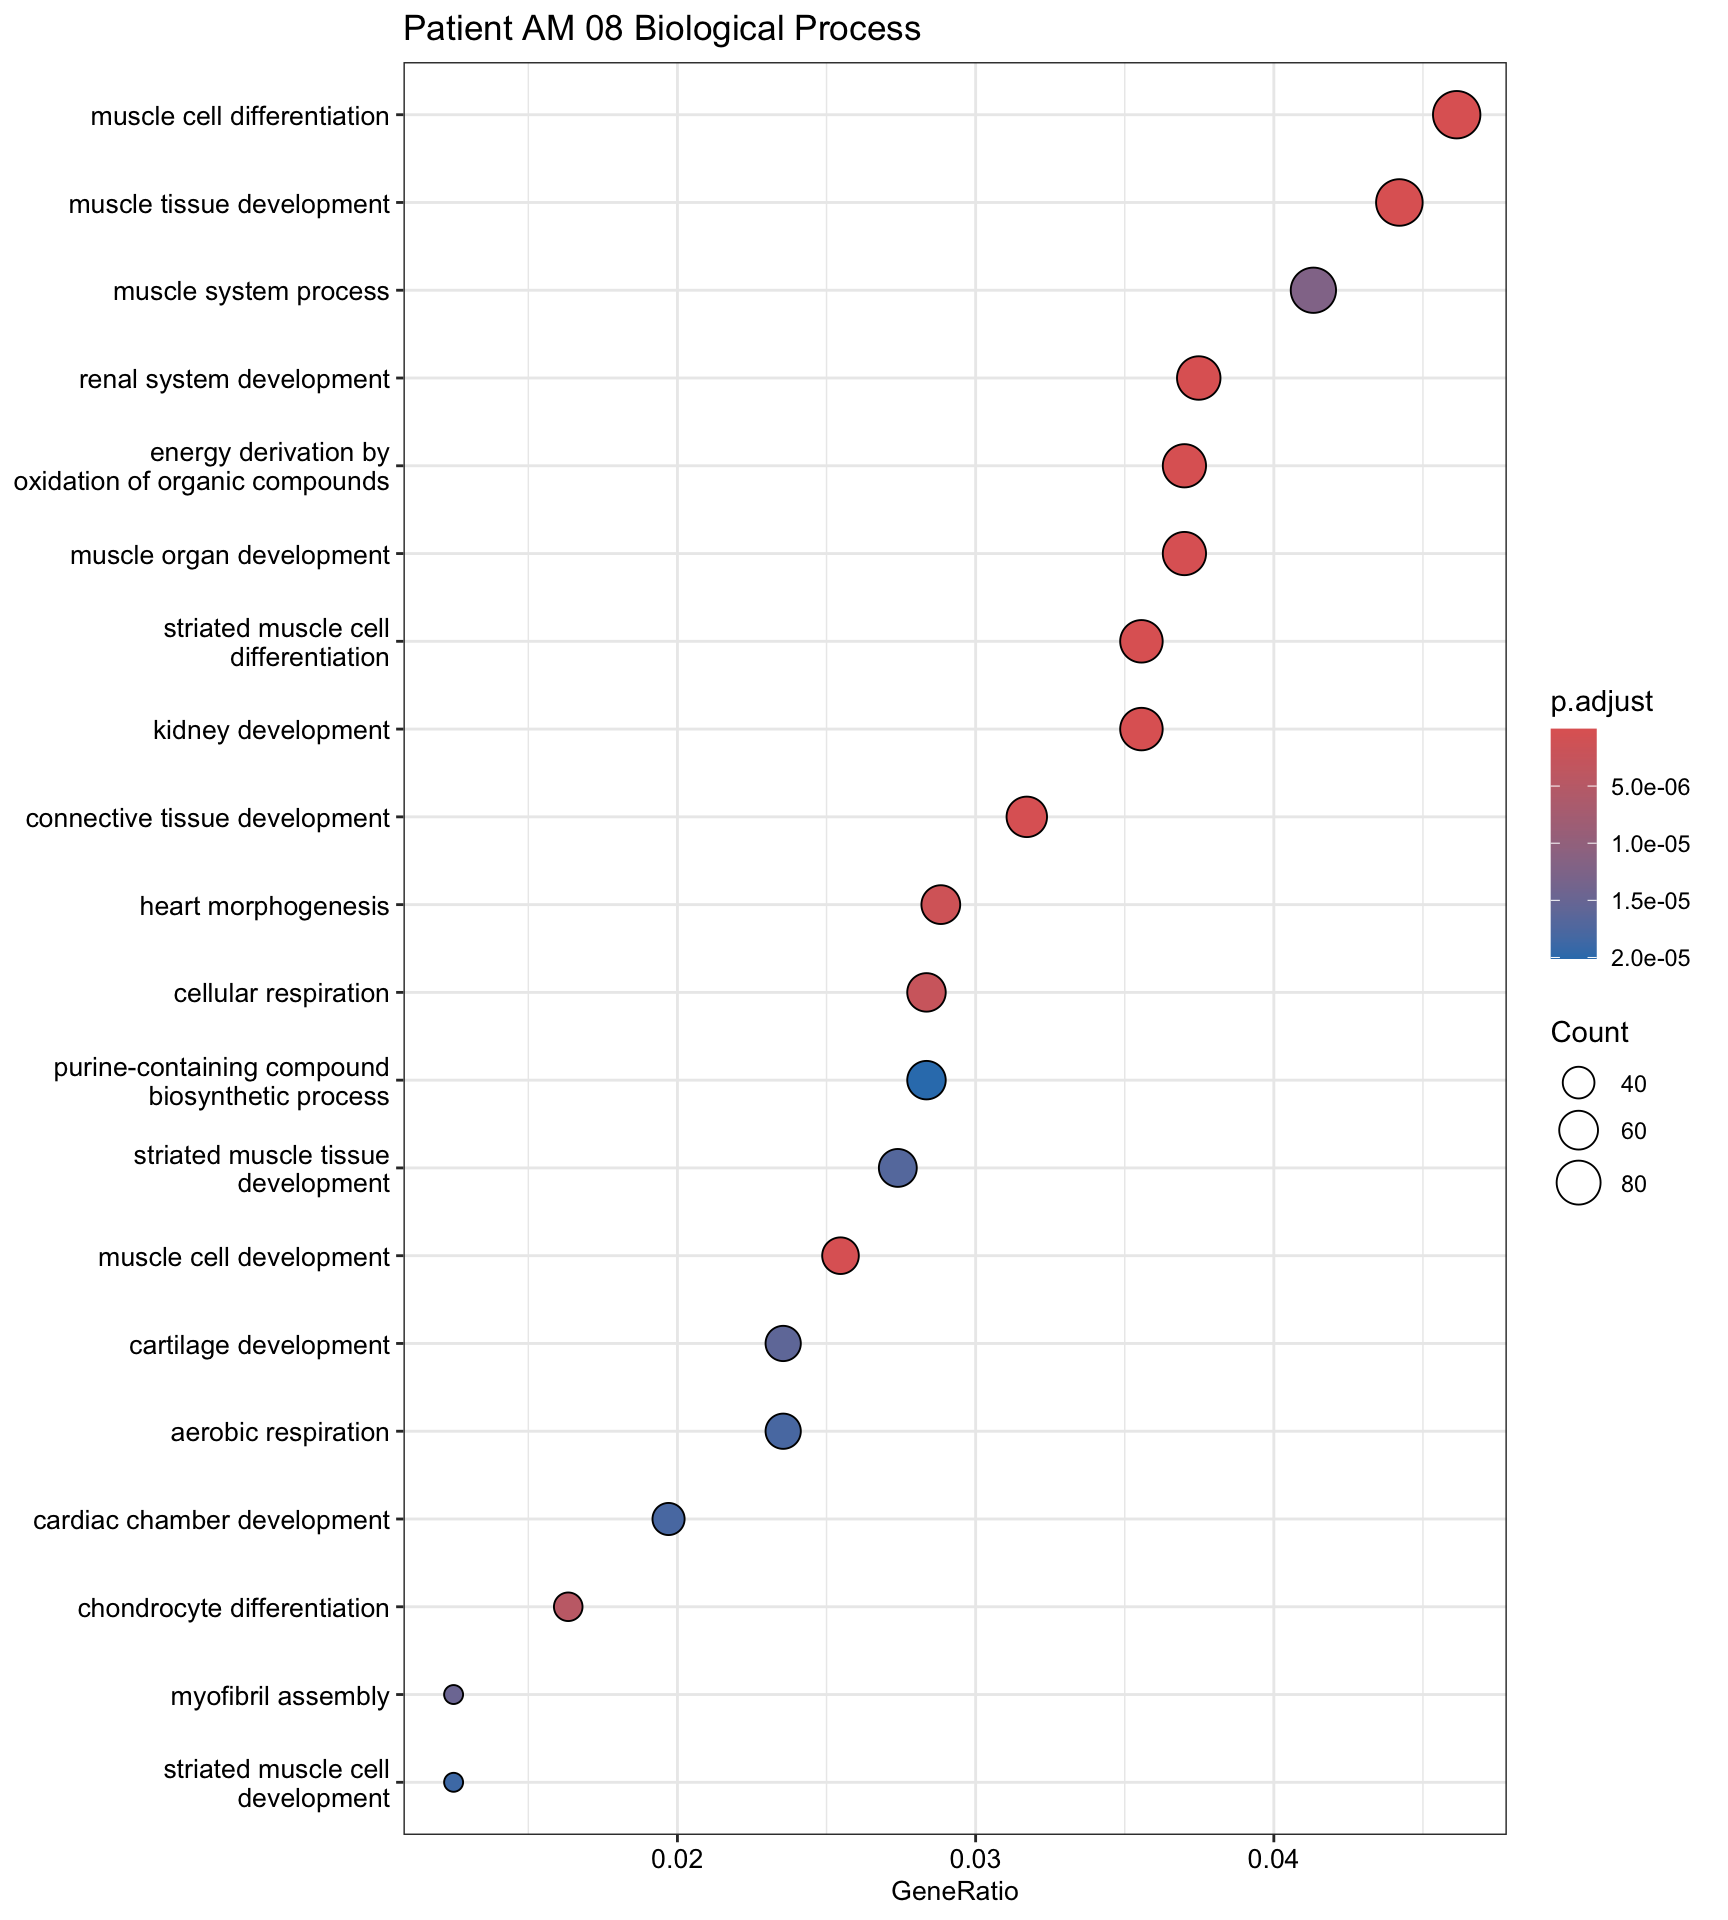 Patient AM 08 Biological Process
muscle cell differentiation
muscle tissue development
muscle system process
renal system development
energy derivation by
oxidation of organic compounds
muscle organ development
striated muscle cell
differentiation
kidney development
connective tissue development
heart morphogenesis
cellular respiration
purine-containing compound
biosynthetic process
striated muscle tissue
development
muscle cell development
cartilage development
aerobic respiration
cardiac chamber development
chondrocyte differentiation
myofibril assembly
striated muscle cell
development
0.02 0.03 0.04
GeneRatio
p.adjust
5.0e-06
1.0e-05
1.5e-05
2.0e-05
Count
40
60
80